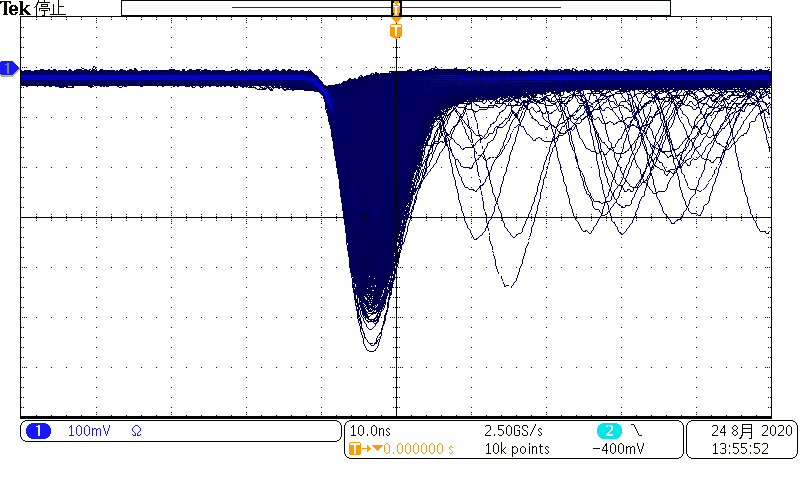 Tek 停止
T
T
1
1 100mV Ω
10.0ns 2.50GS/s 2 -400mV
T→▼0.000000 s 10k points
24 8月 2020
13:55:52